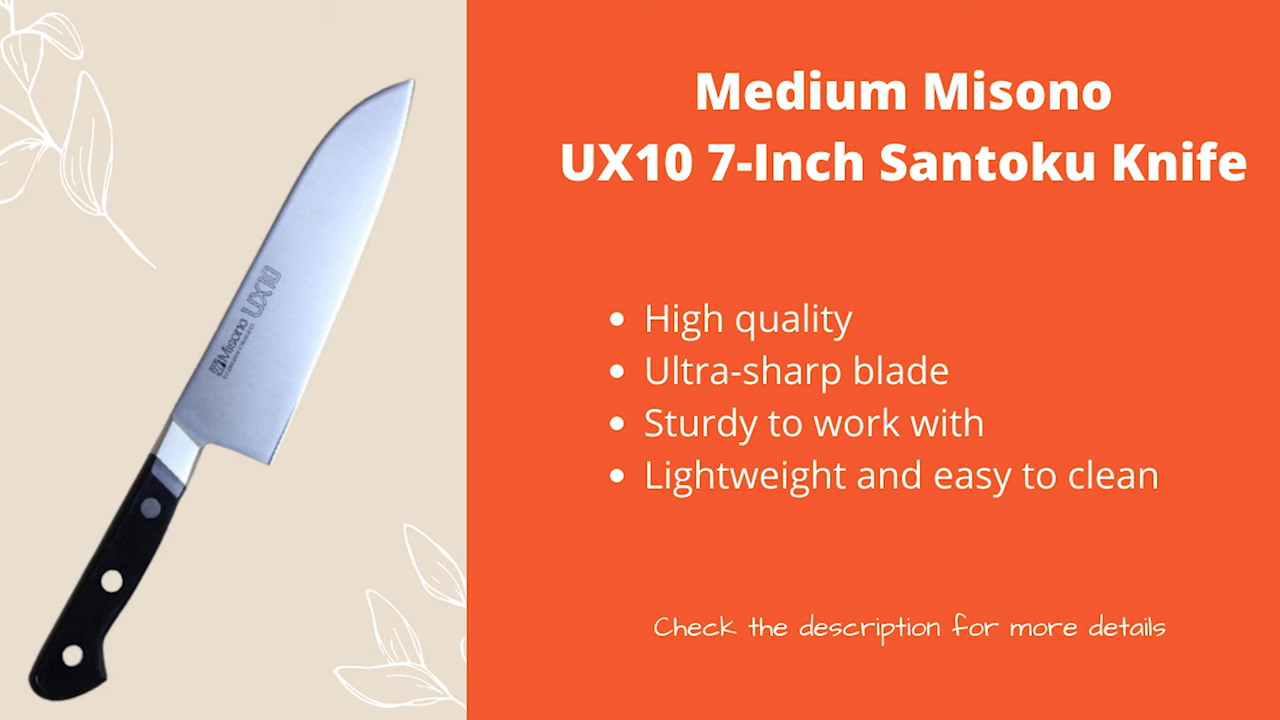 Medium Misono
UX10 7-Inch Santoku Knife
UX10
Misono
• High quality
• Ultra-sharp blade
• Sturdy to work with
• Lightweight and easy to clean
Check the description for more details